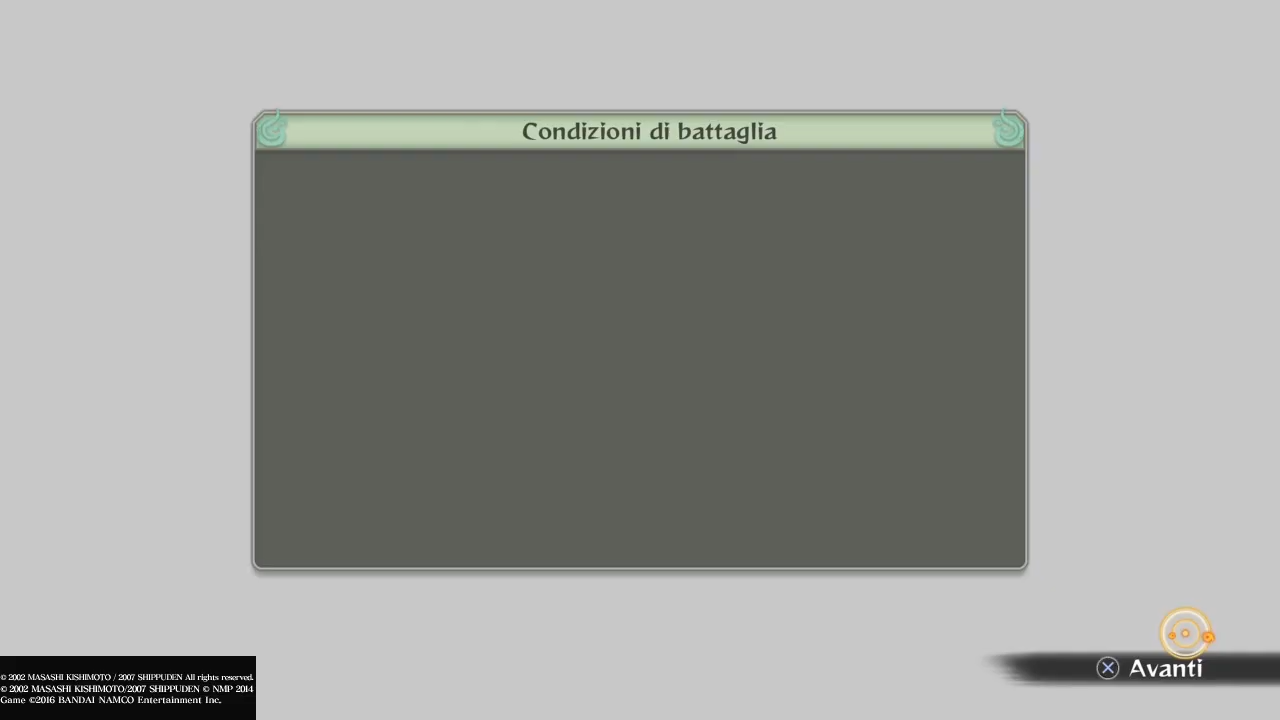 Condizioni di battaglia
Avanti
© 2002 MASASHI KISHIMOTO / 2007 SHIPPUDEN All rights reserved.
© 2002 MASASHI KISHIMOTO/2007 SHIPPUDEN © NMP 2014
Game ©2016 BANDAI NAMCO Entertainment Inc.